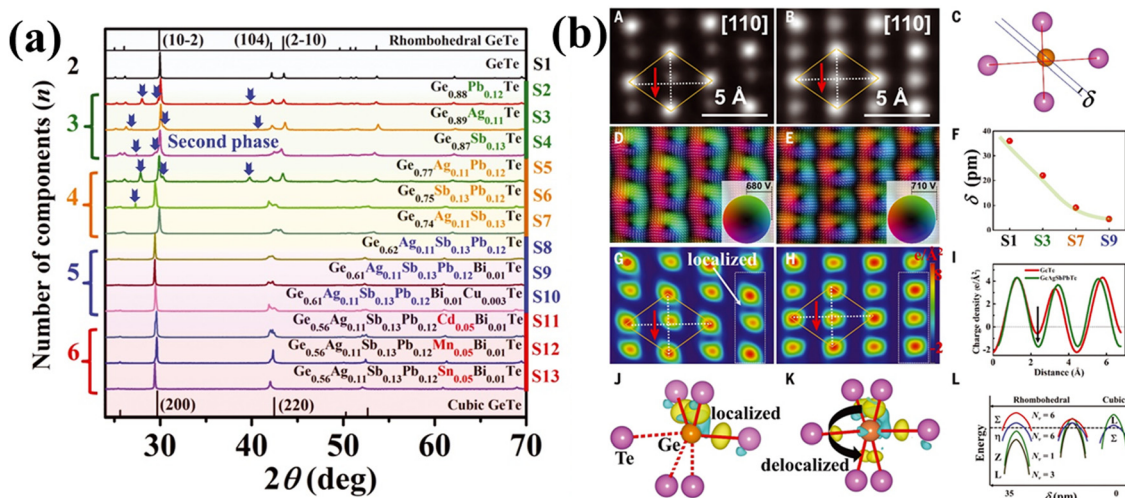 (a)
Number of components (n)
2θ (deg)
30 40 50 60 70
(10-2) (104) (2-10) Rhombohedral GeTe
2 GeTe S1
Ge0.88Pb0.12Te S2
3 Ge0.89Ag0.11Te S3
Second phase Ge0.87Sb0.13Te S4
Ge0.77Ag0.11Pb0.12Te S5
4 Ge0.75Sb0.13Pb0.12Te S6
Ge0.74Ag0.11Sb0.13Te S7
Ge0.62Ag0.11Sb0.13Pb0.12Te S8
5 Ge0.61Ag0.11Sb0.13Pb0.12Bi0.01Te S9
Ge0.61Ag0.11Sb0.13Pb0.12Bi0.01Cu0.003Te S10
Ge0.56Ag0.11Sb0.13Pb0.12Cd0.05Bi0.01Te S11
6 Ge0.56Ag0.11Sb0.13Pb0.12Mn0.05Bi0.01Te S12
Ge0.56Ag0.11Sb0.13Pb0.12Sn0.05Bi0.01Te S13
(200) (220) Cubic GeTe
(b)
A [110]
5 Å
B [110]
5 Å
C
δ
D
680 V
E
710 V
F
δ (pm)
40
30
20
10
0
S1 S3 S7 S9
G
localized
H
-2
I
GeTe
GeAgSbPbTe
Charge density (e/Å²)
4
2
0
-2
0 2 4 6
Distance (Å)
J
localized
Te
Ge
K
delocalized
L
Rhombohedral Cubic
Energy
Σ Nv = 6
η Nv = 6
Z Nv = 1
L Nv = 3
L
Σ
35 0
δ (pm)